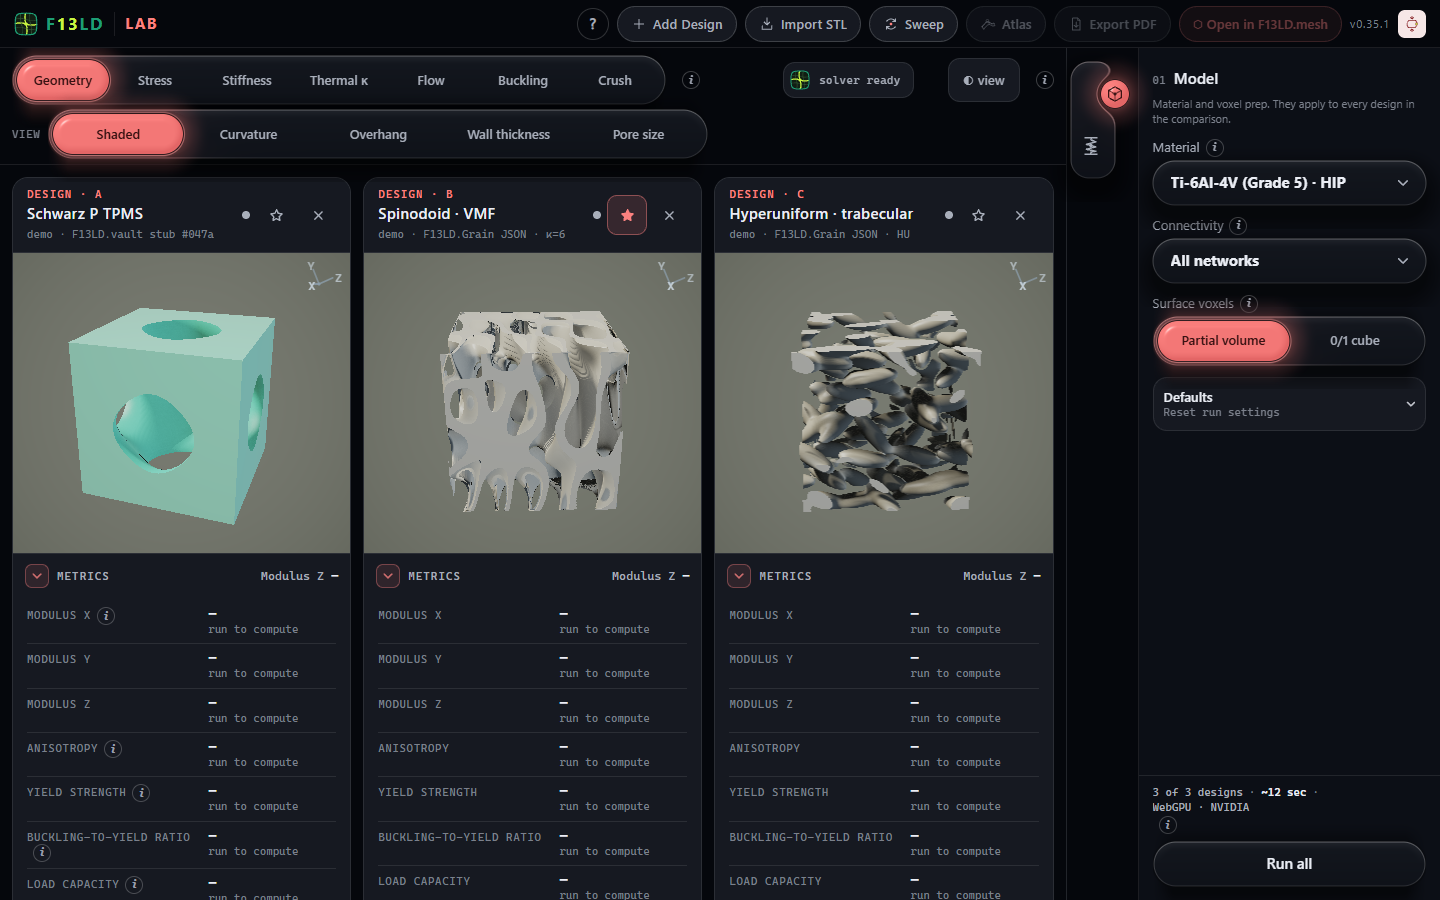 F13LD LAB
? + Add Design Import STL Sweep Atlas Export PDF Open in F13LD.mesh v0.35.1
Geometry Stress Stiffness Thermal κ Flow Buckling Crush i
solver ready view i
VIEW Shaded Curvature Overhang Wall thickness Pore size
DESIGN · A
Schwarz P TPMS
demo · F13LD.vault stub #047a
Y
Z
X
METRICS Modulus Z –
MODULUS X i –
run to compute
MODULUS Y –
run to compute
MODULUS Z –
run to compute
ANISOTROPY i –
run to compute
YIELD STRENGTH i –
run to compute
BUCKLING-TO-YIELD RATIO –
i run to compute
LOAD CAPACITY i –
run to compute
DESIGN · B
Spinodoid · VMF
demo · F13LD.Grain JSON · κ=6
Y
Z
X
METRICS Modulus Z –
MODULUS X –
run to compute
MODULUS Y –
run to compute
MODULUS Z –
run to compute
ANISOTROPY –
run to compute
YIELD STRENGTH –
run to compute
BUCKLING-TO-YIELD RATIO –
run to compute
LOAD CAPACITY –
run to compute
DESIGN · C
Hyperuniform · trabecular
demo · F13LD.Grain JSON · HU
Y
Z
X
METRICS Modulus Z –
MODULUS X –
run to compute
MODULUS Y –
run to compute
MODULUS Z –
run to compute
ANISOTROPY –
run to compute
YIELD STRENGTH –
run to compute
BUCKLING-TO-YIELD RATIO –
run to compute
LOAD CAPACITY –
run to compute
01 Model
Material and voxel prep. They apply to every design in
the comparison.
Material i
Ti-6Al-4V (Grade 5) · HIP
Connectivity i
All networks
Surface voxels i
Partial volume 0/1 cube
Defaults
Reset run settings
3 of 3 designs · ~12 sec ·
WebGPU · NVIDIA
i
Run all